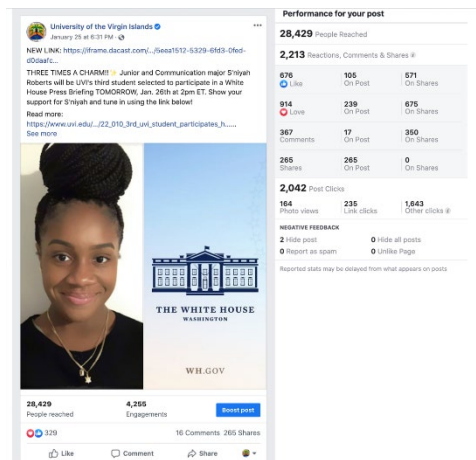 University of the Virgin Islands
January 25 at 6:31 PM ·
NEW LINK: https://iframe.dacast.com/.../5eea1512-5329-6fd3-0fed-
d0daafc...
THREE TIMES A CHARM!! Junior and Communication major S'niyah
Roberts will be UVI's third student selected to participate in a White
House Press Briefing TOMORROW, Jan. 26th at 2pm ET. Show your
support for S'niyah and tune in using the link below!
Read more:
https://www.uvi.edu/.../22_010_3rd_uvi_student_participates_h......
See more
THE WHITE HOUSE
WASHINGTON
WH.GOV
28,429
People reached
4,255
Engagements
Boost post
329
16 Comments 265 Shares
Like
Comment
Share
Performance for your post
28,429 People Reached
2,213 Reactions, Comments & Shares
676
Like
105
On Post
571
On Shares
914
Love
239
On Post
675
On Shares
367
Comments
17
On Post
350
On Shares
265
Shares
265
On Post
0
On Shares
2,042 Post Clicks
164
Photo views
235
Link clicks
1,643
Other clicks
NEGATIVE FEEDBACK
2 Hide post
0 Hide all posts
0 Report as spam
0 Unlike Page
Reported stats may be delayed from what appears on posts